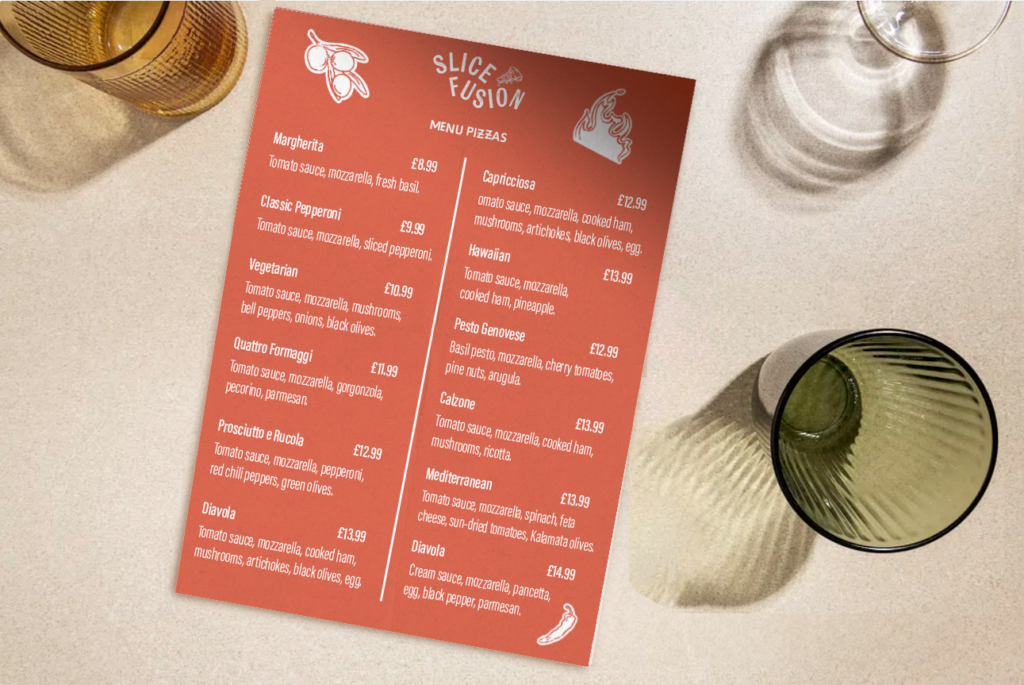 SLICE
FUSION
MENU PIZZAS
Margherita
£8.99
Tomato sauce, mozzarella, fresh basil.
Classic Pepperoni
£9.99
Tomato sauce, mozzarella, sliced pepperoni.
Vegetarian
£10.99
Tomato sauce, mozzarella, mushrooms,
bell peppers, onions, black olives.
Quattro Formaggi
£11.99
Tomato sauce, mozzarella, gorgonzola,
pecorino, parmesan.
Prosciutto e Rucola
£12.99
Tomato sauce, mozzarella, pepperoni,
red chili peppers, green olives.
Diavola
£13.99
Tomato sauce, mozzarella, cooked ham,
mushrooms, artichokes, black olives, egg.
Capricciosa
£12.99
omato sauce, mozzarella, cooked ham,
mushrooms, artichokes, black olives, egg.
Hawaiian
£13.99
Tomato sauce, mozzarella,
cooked ham, pineapple.
Pesto Genovese
£12.99
Basil pesto, mozzarella, cherry tomatoes,
pine nuts, arugula.
Calzone
£13.99
Tomato sauce, mozzarella, cooked ham,
mushrooms, ricotta.
Mediterranean
£13.99
Tomato sauce, mozzarella, spinach, feta
cheese, sun-dried tomatoes, Kalamata olives.
Diavola
£14.99
Cream sauce, mozzarella, pancetta,
egg, black pepper, parmesan.